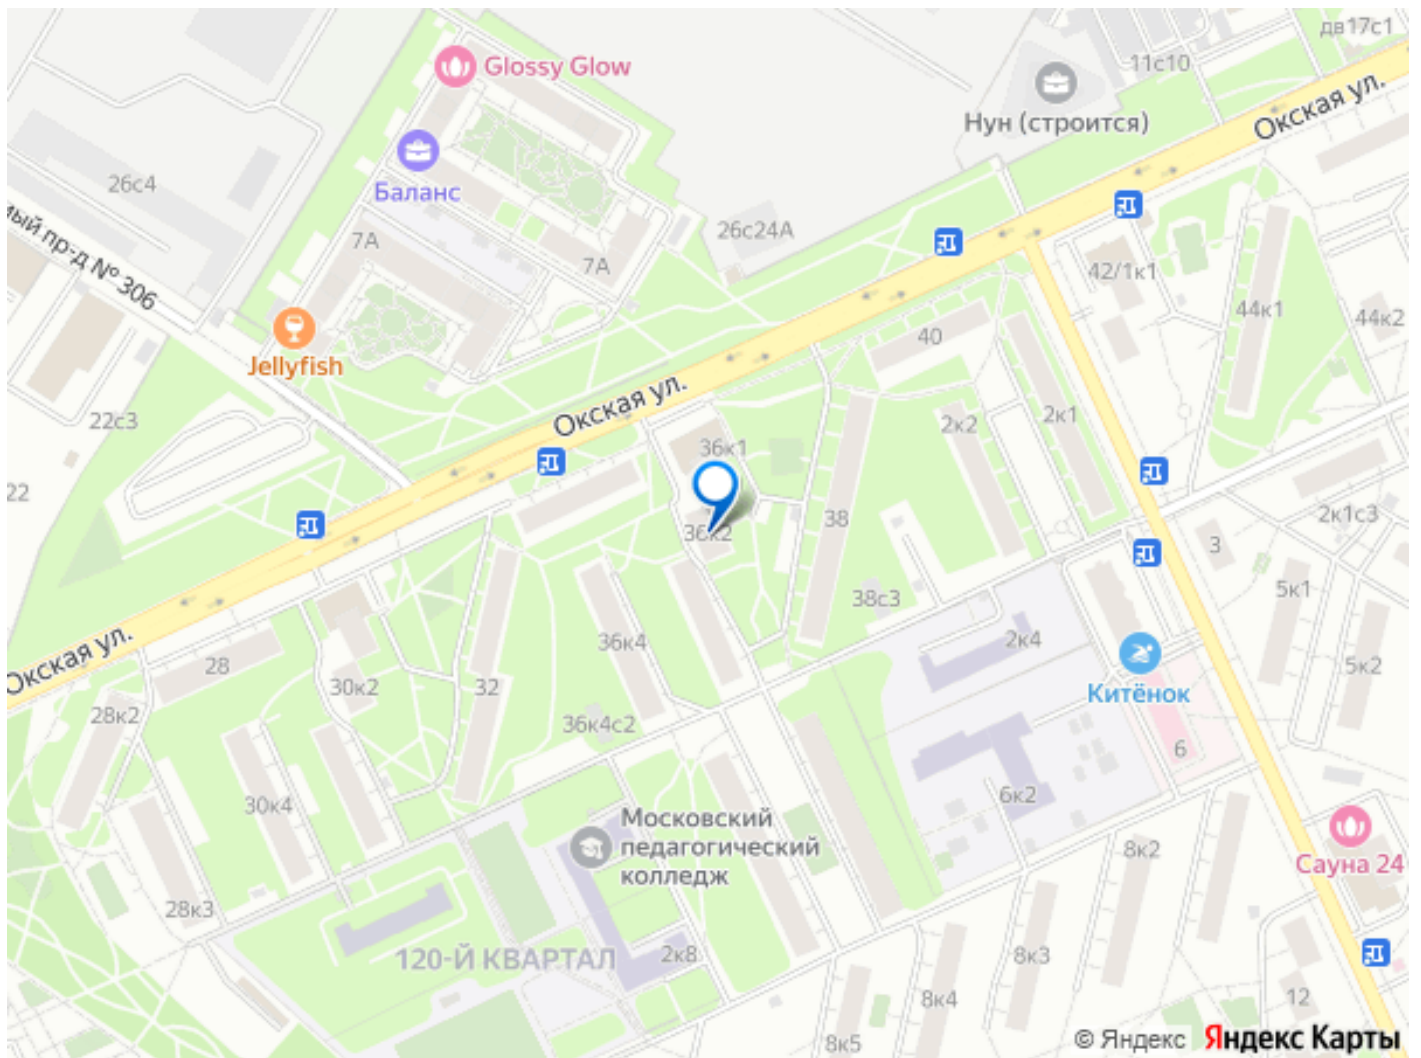 дв17с1
11с10
Glossy Glow
Нун (строится)
Окская ул.
26с4
Баланс
26с24А
7А
7А
мый пр-д № 306
42/1к1
44к1
44к2
40
Jellyfish
Окская ул.
22с3
36к1
2к2
2к1
22
36к2
38
2к1с3
3
5к1
38с3
36к4
2к4
Окская ул.
28
30к2
32
5к2
Китёнок
28к2
36к4с2
6
30к4
6к2
Московский
педагогический
колледж
8к2
Сауна 24
28к3
120-Й КВАРТАЛ
2к8
8к3
8к4
12
8к5
© Яндекс Яндекс Карты